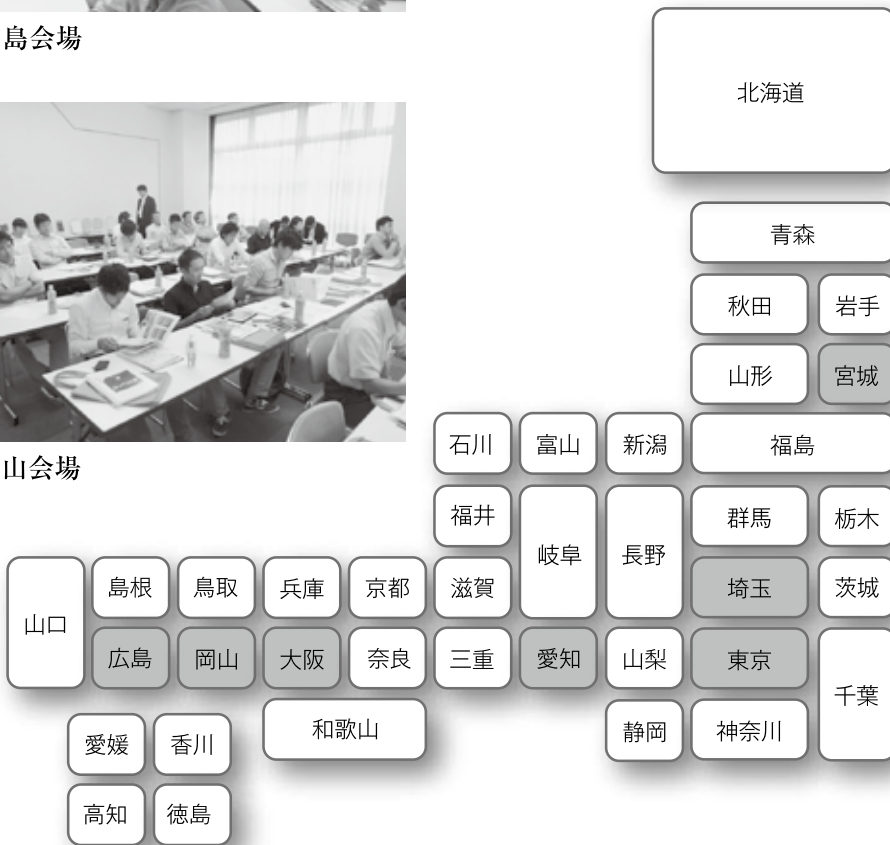 島会場
山会場
北海道
青森
秋田
岩手
山形
宮城
石川
富山
新潟
福島
福井
岐阜
長野
群馬
栃木
山口
島根
鳥取
兵庫
京都
滋賀
埼玉
茨城
広島
岡山
大阪
奈良
三重
愛知
山梨
東京
千葉
和歌山
静岡
神奈川
愛媛
香川
高知
徳島